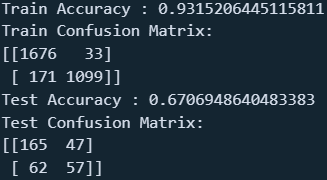 Train Accuracy : 0.9315206445115811
Train Confusion Matrix:
[[1676   33]
 [ 171 1099]]
Test Accuracy : 0.6706948640483383
Test Confusion Matrix:
[[165  47]
 [ 62  57]]